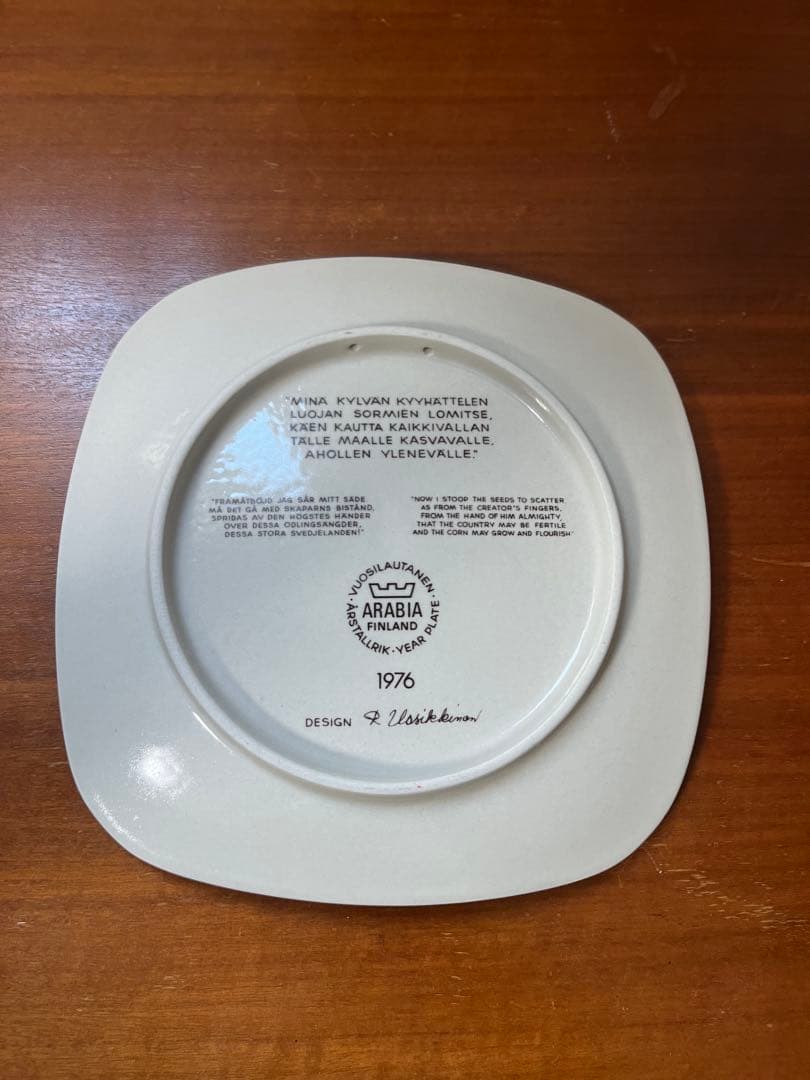 "MINÄ KYLVÄN KYYHÄTTELEN
LUOJAN SORMIEN LOMITSE,
KÄEN KAUTTA KAIKKIVALLAN
TÄLLE MAALLE KASVAVALLE,
AHOLLEN YLENEVÄLLE."
"FRAMÅTBÖJD JAG SÅR MITT SÄDE
MÅ DET GÅ MED SKAPARNS BISTÅND,
SPRIDAS AV DEN HÖGSTES HÄNDER
ÖVER DESSA ODLINGSÄNGDER,
DESSA STORA SVEDJELANDEN!"
"NOW I STOOP THE SEEDS TO SCATTER
AS FROM THE CREATOR'S FINGERS,
FROM THE HAND OF HIM ALMIGHTY,
THAT THE COUNTRY MAY BE FERTILE
AND THE CORN MAY GROW AND FLOURISH"
VUOSILAUTANEN
ARABIA
FINLAND
ÅRSTALLRIK · YEAR PLATE
1976
DESIGN R Uosikkinen